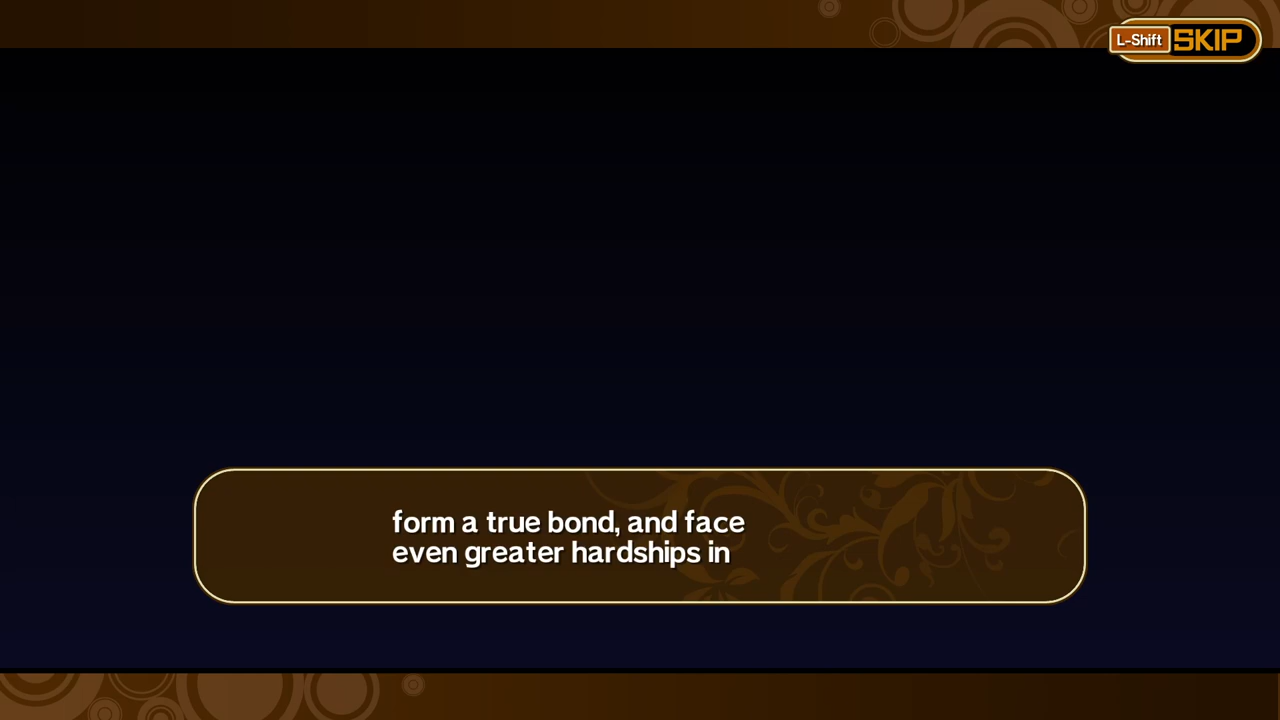 L-Shift SKIP
form a true bond, and face
even greater hardships in